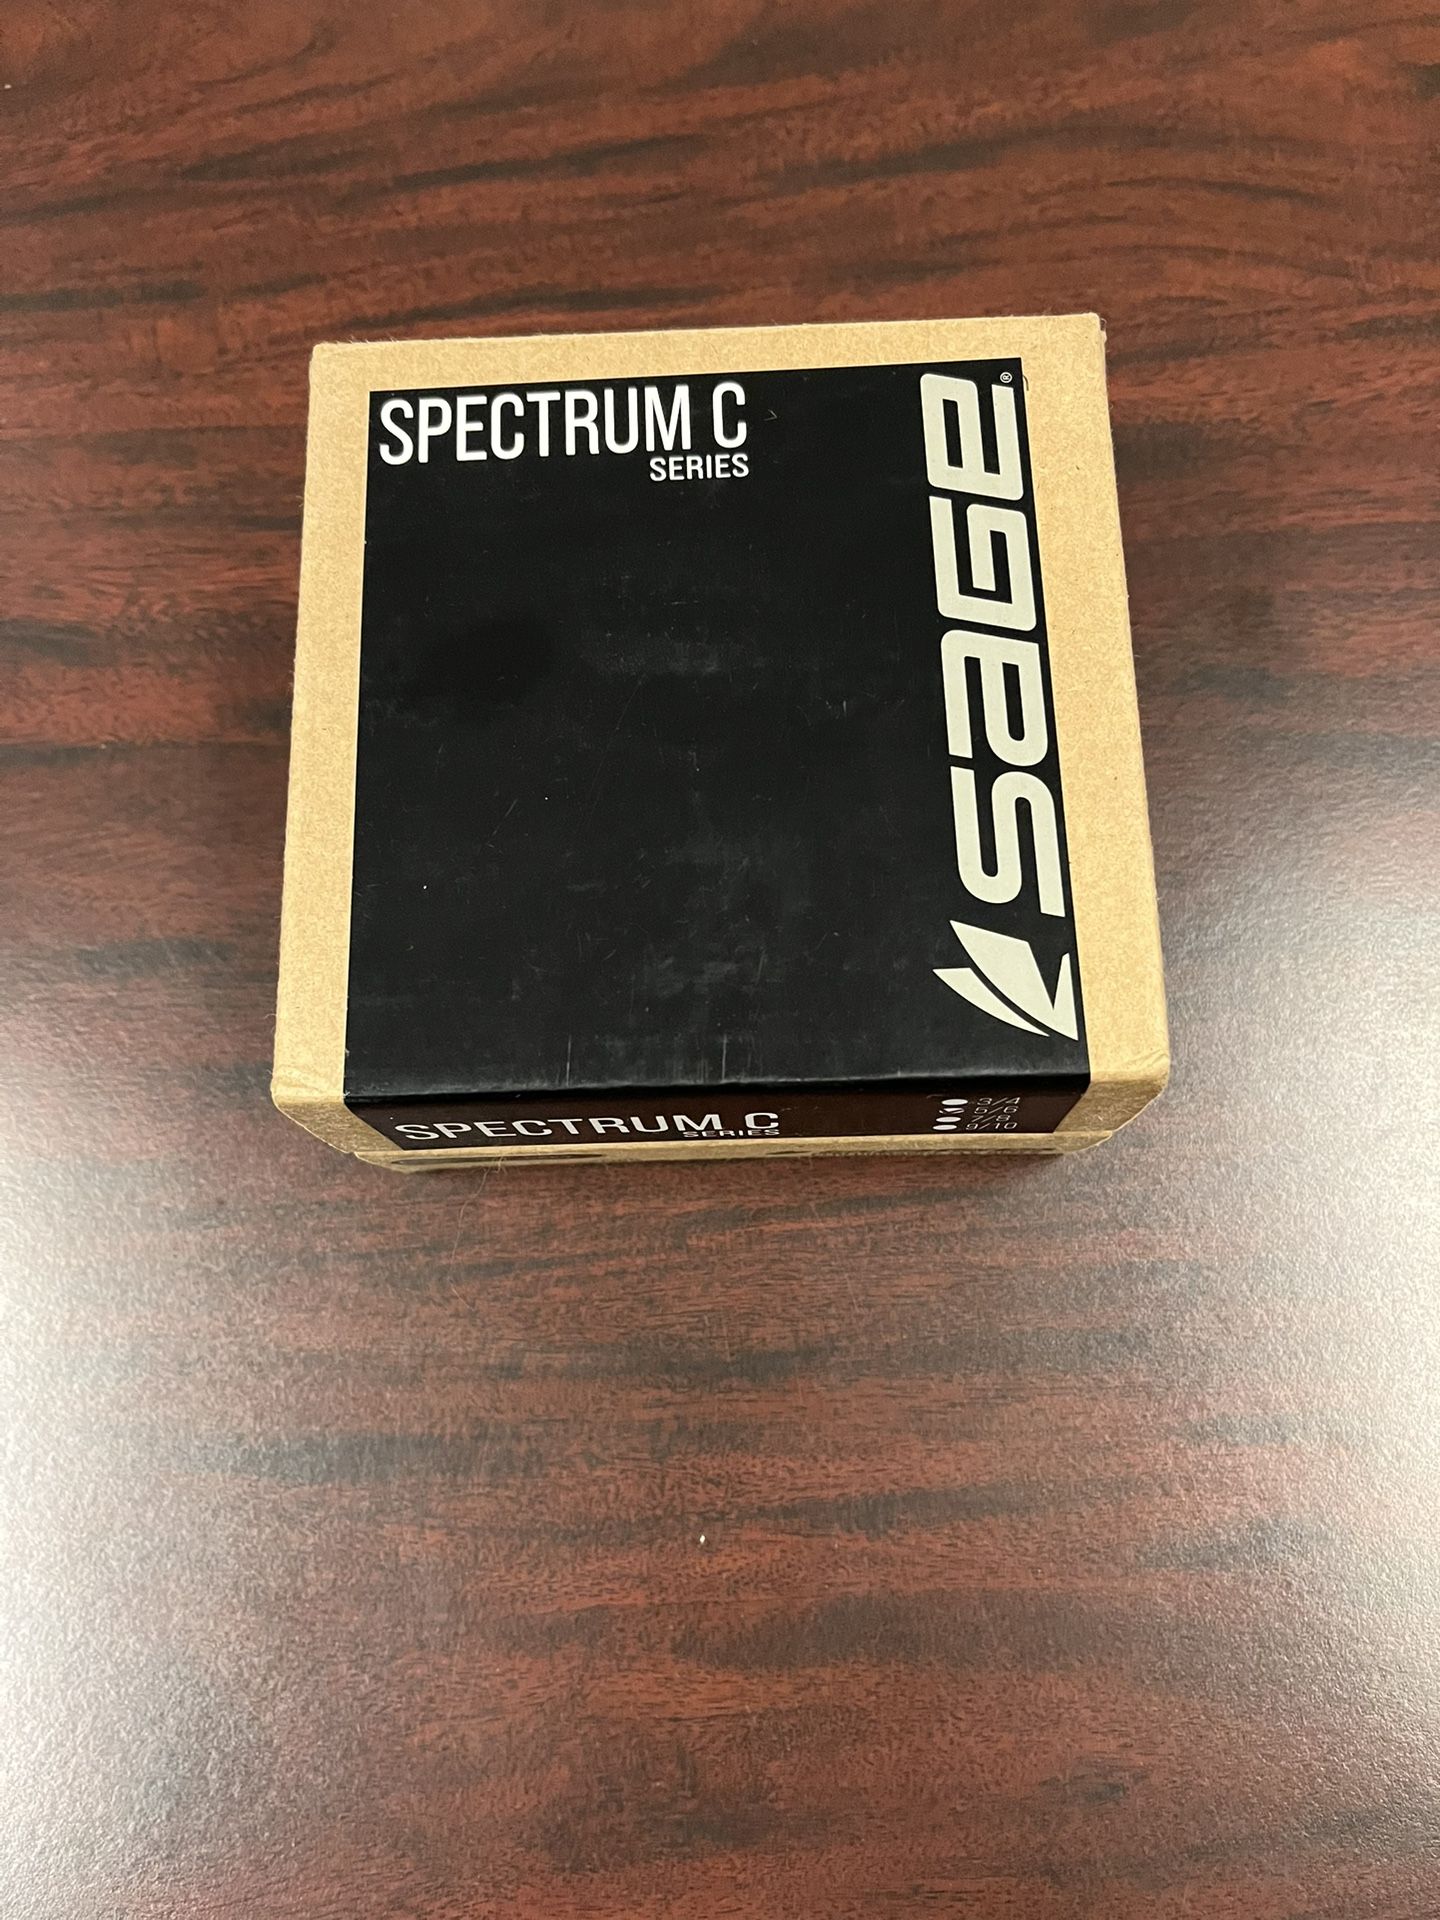 SPECTRUM C
SERIES
SAGE®
SPECTRUM C
SERIES
3/4
5/6
7/8
9/10